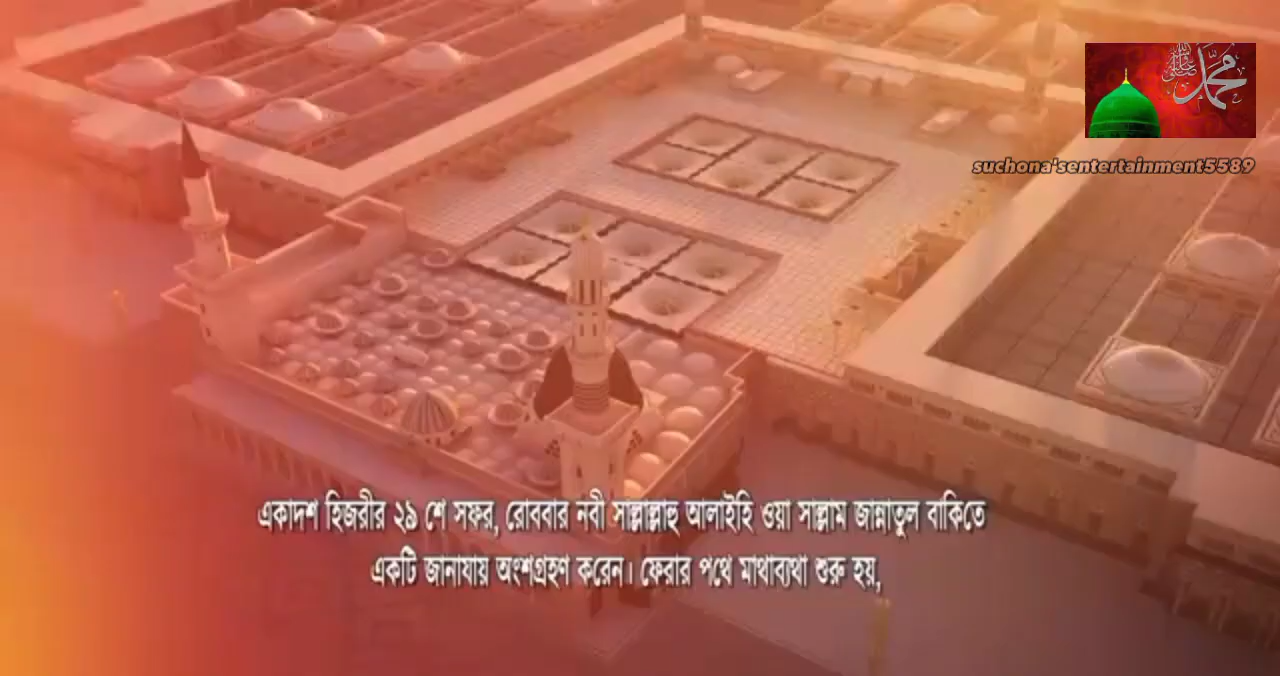 محمد
suchona'sentertainment5589
একাদশ হিজরীর ২৯ শে সফর, রোববার নবী সাল্লাল্লাহু আলাইহি ওয়া সাল্লাম জান্নাতুল বাকিতে
একটি জানাযায় অংশগ্রহণ করেন। ফেরার পথে মাথাব্যথা শুরু হয়,